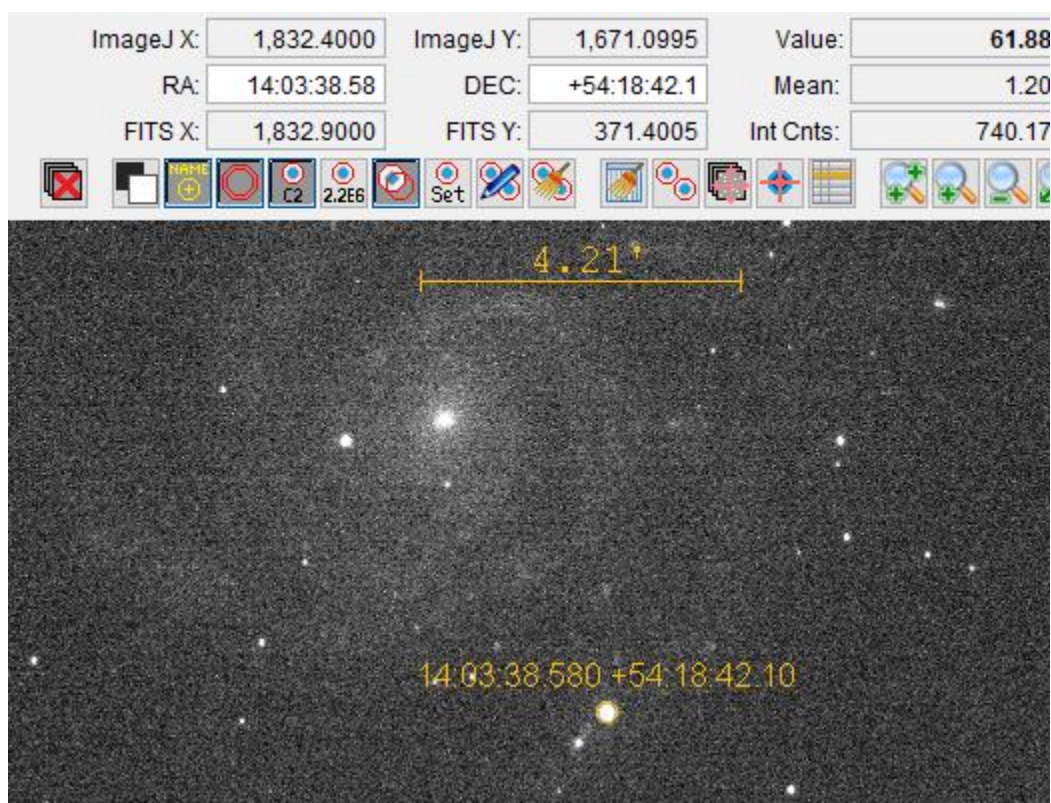 ImageJ X: 1,832.4000 ImageJ Y: 1,671.0995 Value: 61.88
RA: 14:03:38.58 DEC: +54:18:42.1 Mean: 1.20
FITS X: 1,832.9000 FITS Y: 371.4005 Int Cnts: 740.17
NAME C2 2.2E6 Set
4.21'
14:03:38.580 +54:18:42.10